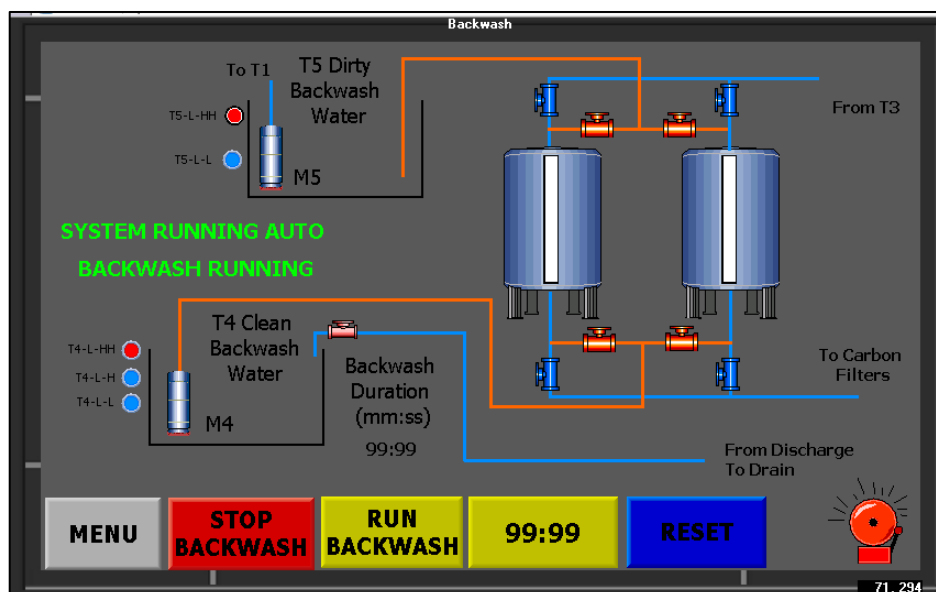 Backwash
To T1
T5 Dirty
Backwash
Water
From T3
T5-L-HH
T5-L-L
M5
SYSTEM RUNNING AUTO
BACKWASH RUNNING
T4 Clean
Backwash
Water
T4-L-HH
T4-L-H
T4-L-L
M4
Backwash
Duration
(mm:ss)
99:99
To Carbon
Filters
From Discharge
To Drain
MENU
STOP
BACKWASH
RUN
BACKWASH
99:99
RESET
71, 294